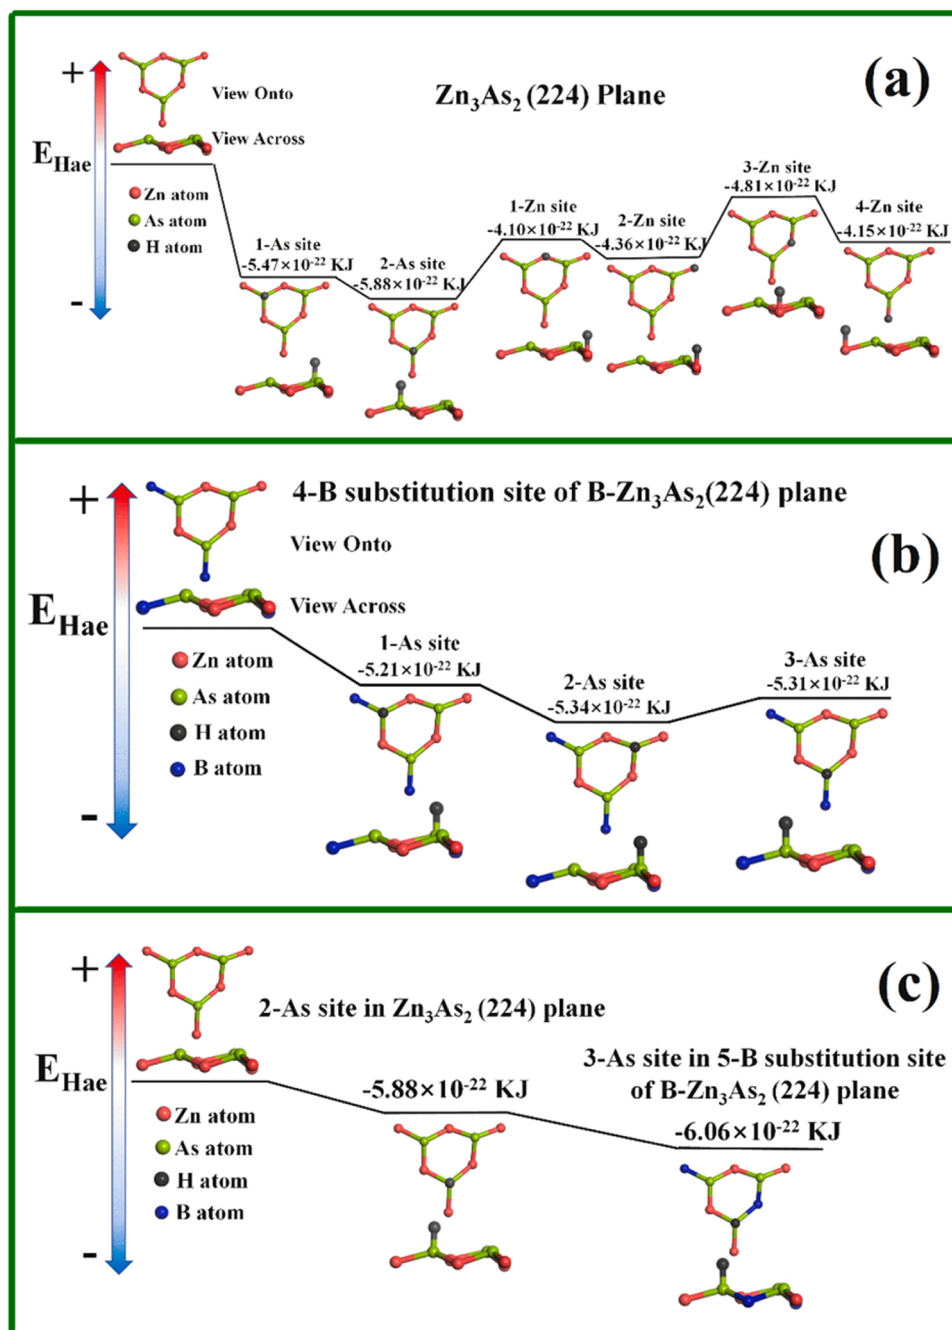 (a)
Zn3As2 (224) Plane
+
View Onto
View Across
EHae
Zn atom
As atom
H atom
-
1-As site
-5.47×10-22 KJ
2-As site
-5.88×10-22 KJ
1-Zn site
-4.10×10-22 KJ
2-Zn site
-4.36×10-22 KJ
3-Zn site
-4.81×10-22 KJ
4-Zn site
-4.15×10-22 KJ
(b)
4-B substitution site of B-Zn3As2(224) plane
+
View Onto
View Across
EHae
Zn atom
As atom
H atom
B atom
-
1-As site
-5.21×10-22 KJ
2-As site
-5.34×10-22 KJ
3-As site
-5.31×10-22 KJ
(c)
+
2-As site in Zn3As2 (224) plane
EHae
3-As site in 5-B substitution site
of B-Zn3As2 (224) plane
-5.88×10-22 KJ
-6.06×10-22 KJ
Zn atom
As atom
H atom
B atom
-